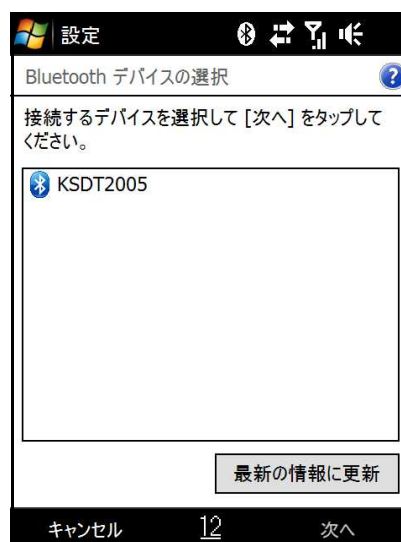 設定
Bluetooth デバイスの選択
接続するデバイスを選択して [次へ] をタップして
ください。
KSDT2005
最新の情報に更新
キャンセル 12 次へ